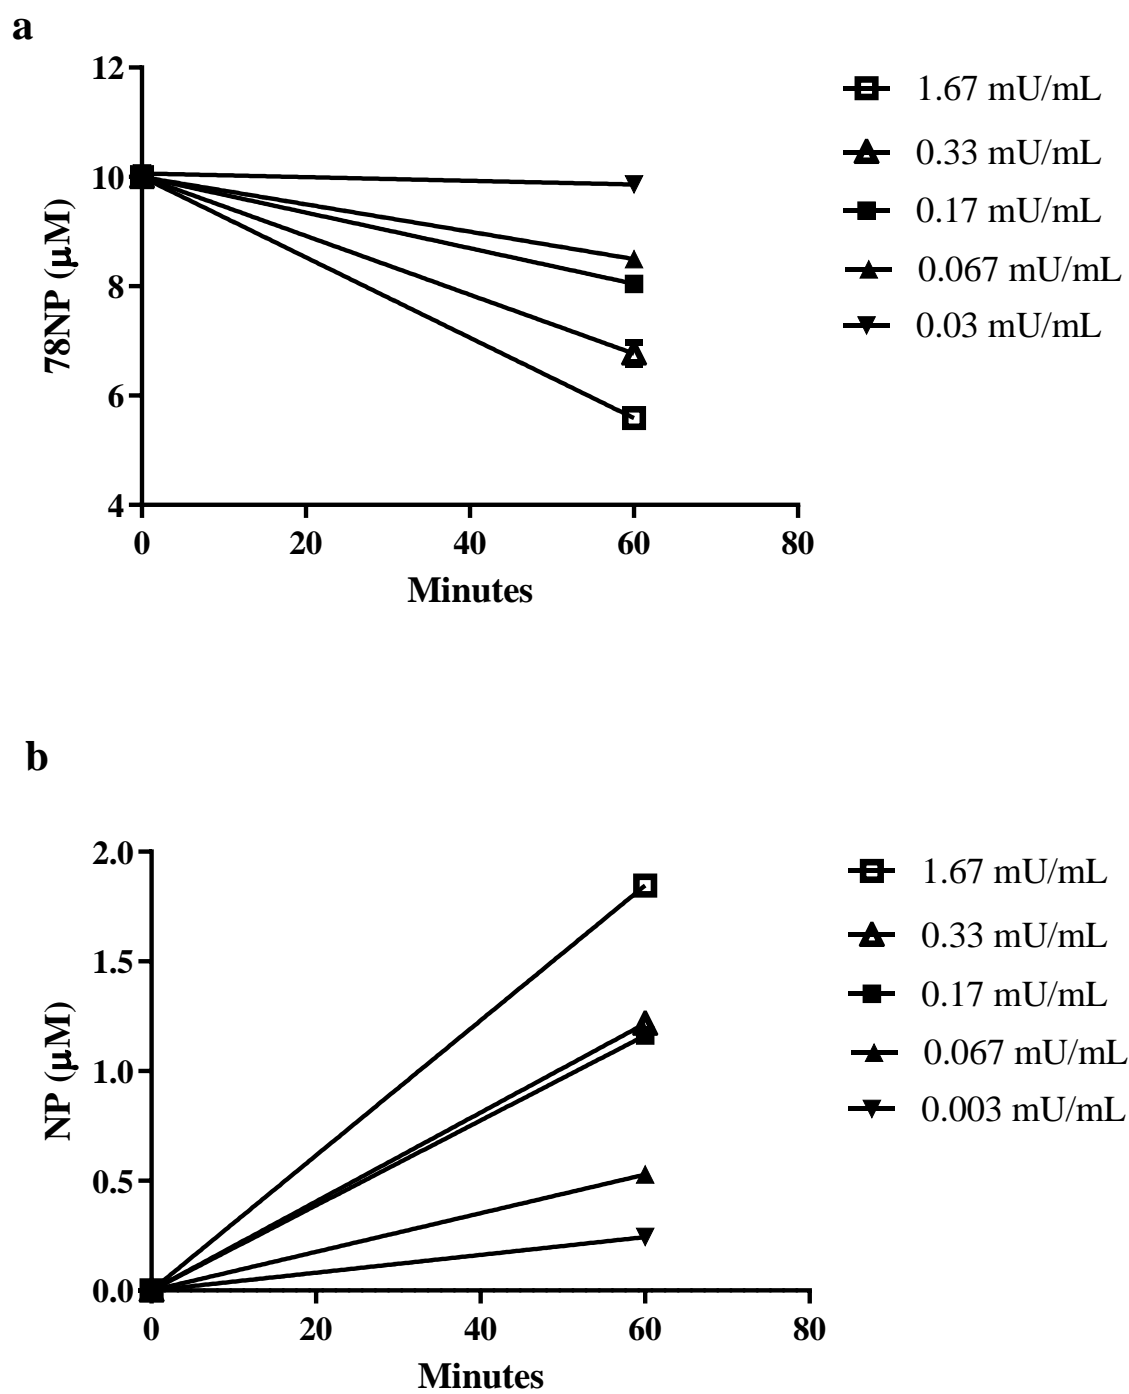 a
12
10
8
6
4
78NP (μM)
0 20 40 60 80
Minutes
1.67 mU/mL
0.33 mU/mL
0.17 mU/mL
0.067 mU/mL
0.03 mU/mL
b
2.0
1.5
1.0
0.5
0.0
NP (μM)
0 20 40 60 80
Minutes
1.67 mU/mL
0.33 mU/mL
0.17 mU/mL
0.067 mU/mL
0.003 mU/mL